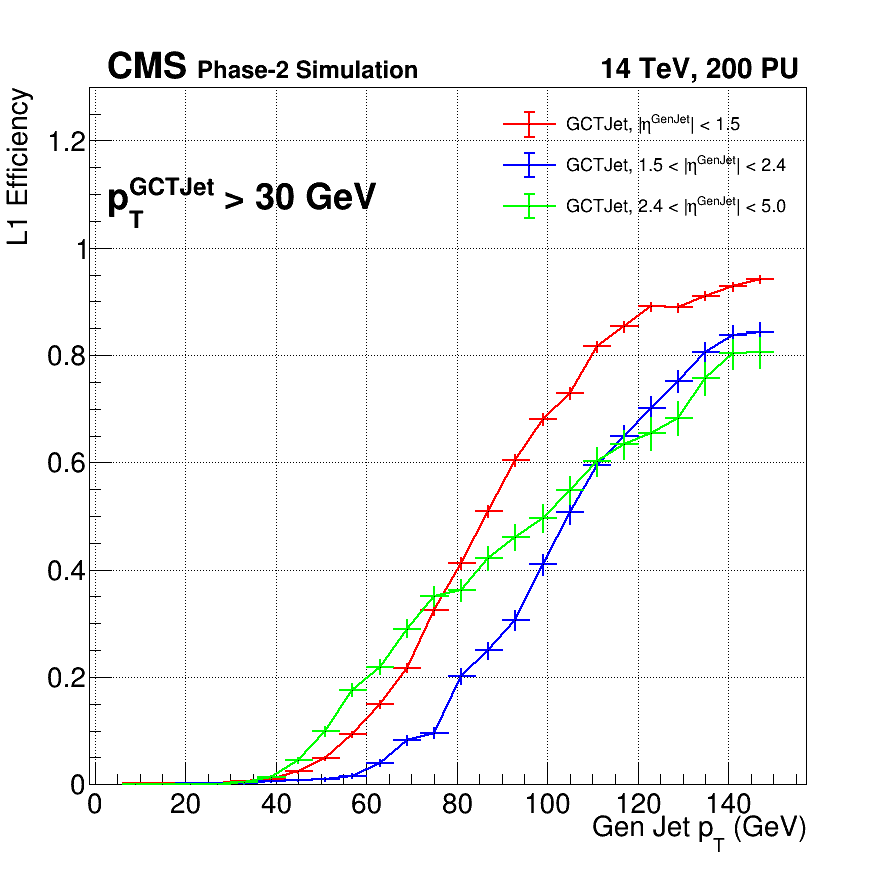 CMS Phase-2 Simulation 14 TeV, 200 PU
L1 Efficiency
GCTJet, |η^GenJet| < 1.5
GCTJet, 1.5 < |η^GenJet| < 2.4
GCTJet, 2.4 < |η^GenJet| < 5.0
p_T^GCTJet > 30 GeV
1.2
1
0.8
0.6
0.4
0.2
0
0 20 40 60 80 100 120 140
Gen Jet p_T (GeV)